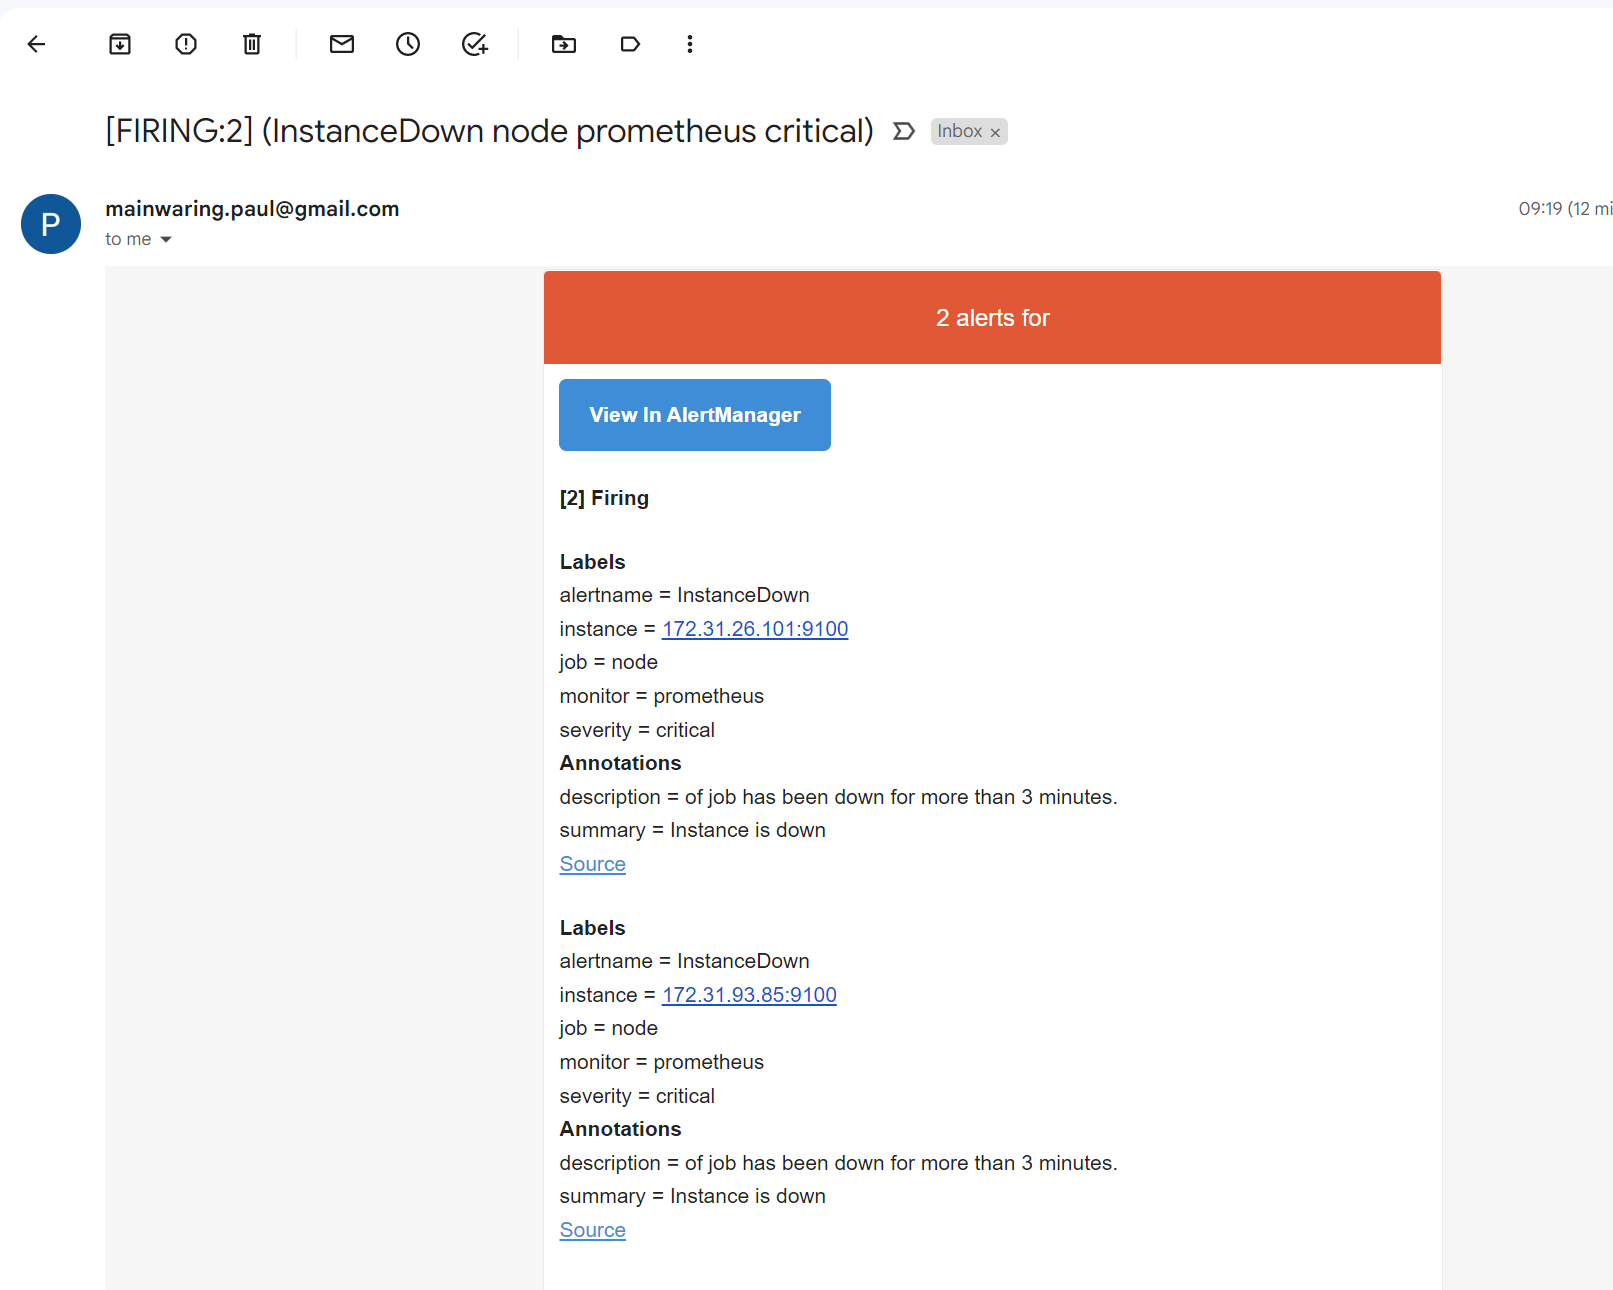 [FIRING:2] (InstanceDown node prometheus critical) Inbox ×
P
mainwaring.paul@gmail.com
09:19 (12 mi
to me
2 alerts for
View In AlertManager
[2] Firing
Labels
alertname = InstanceDown
instance = 172.31.26.101:9100
job = node
monitor = prometheus
severity = critical
Annotations
description = of job has been down for more than 3 minutes.
summary = Instance is down
Source
Labels
alertname = InstanceDown
instance = 172.31.93.85:9100
job = node
monitor = prometheus
severity = critical
Annotations
description = of job has been down for more than 3 minutes.
summary = Instance is down
Source